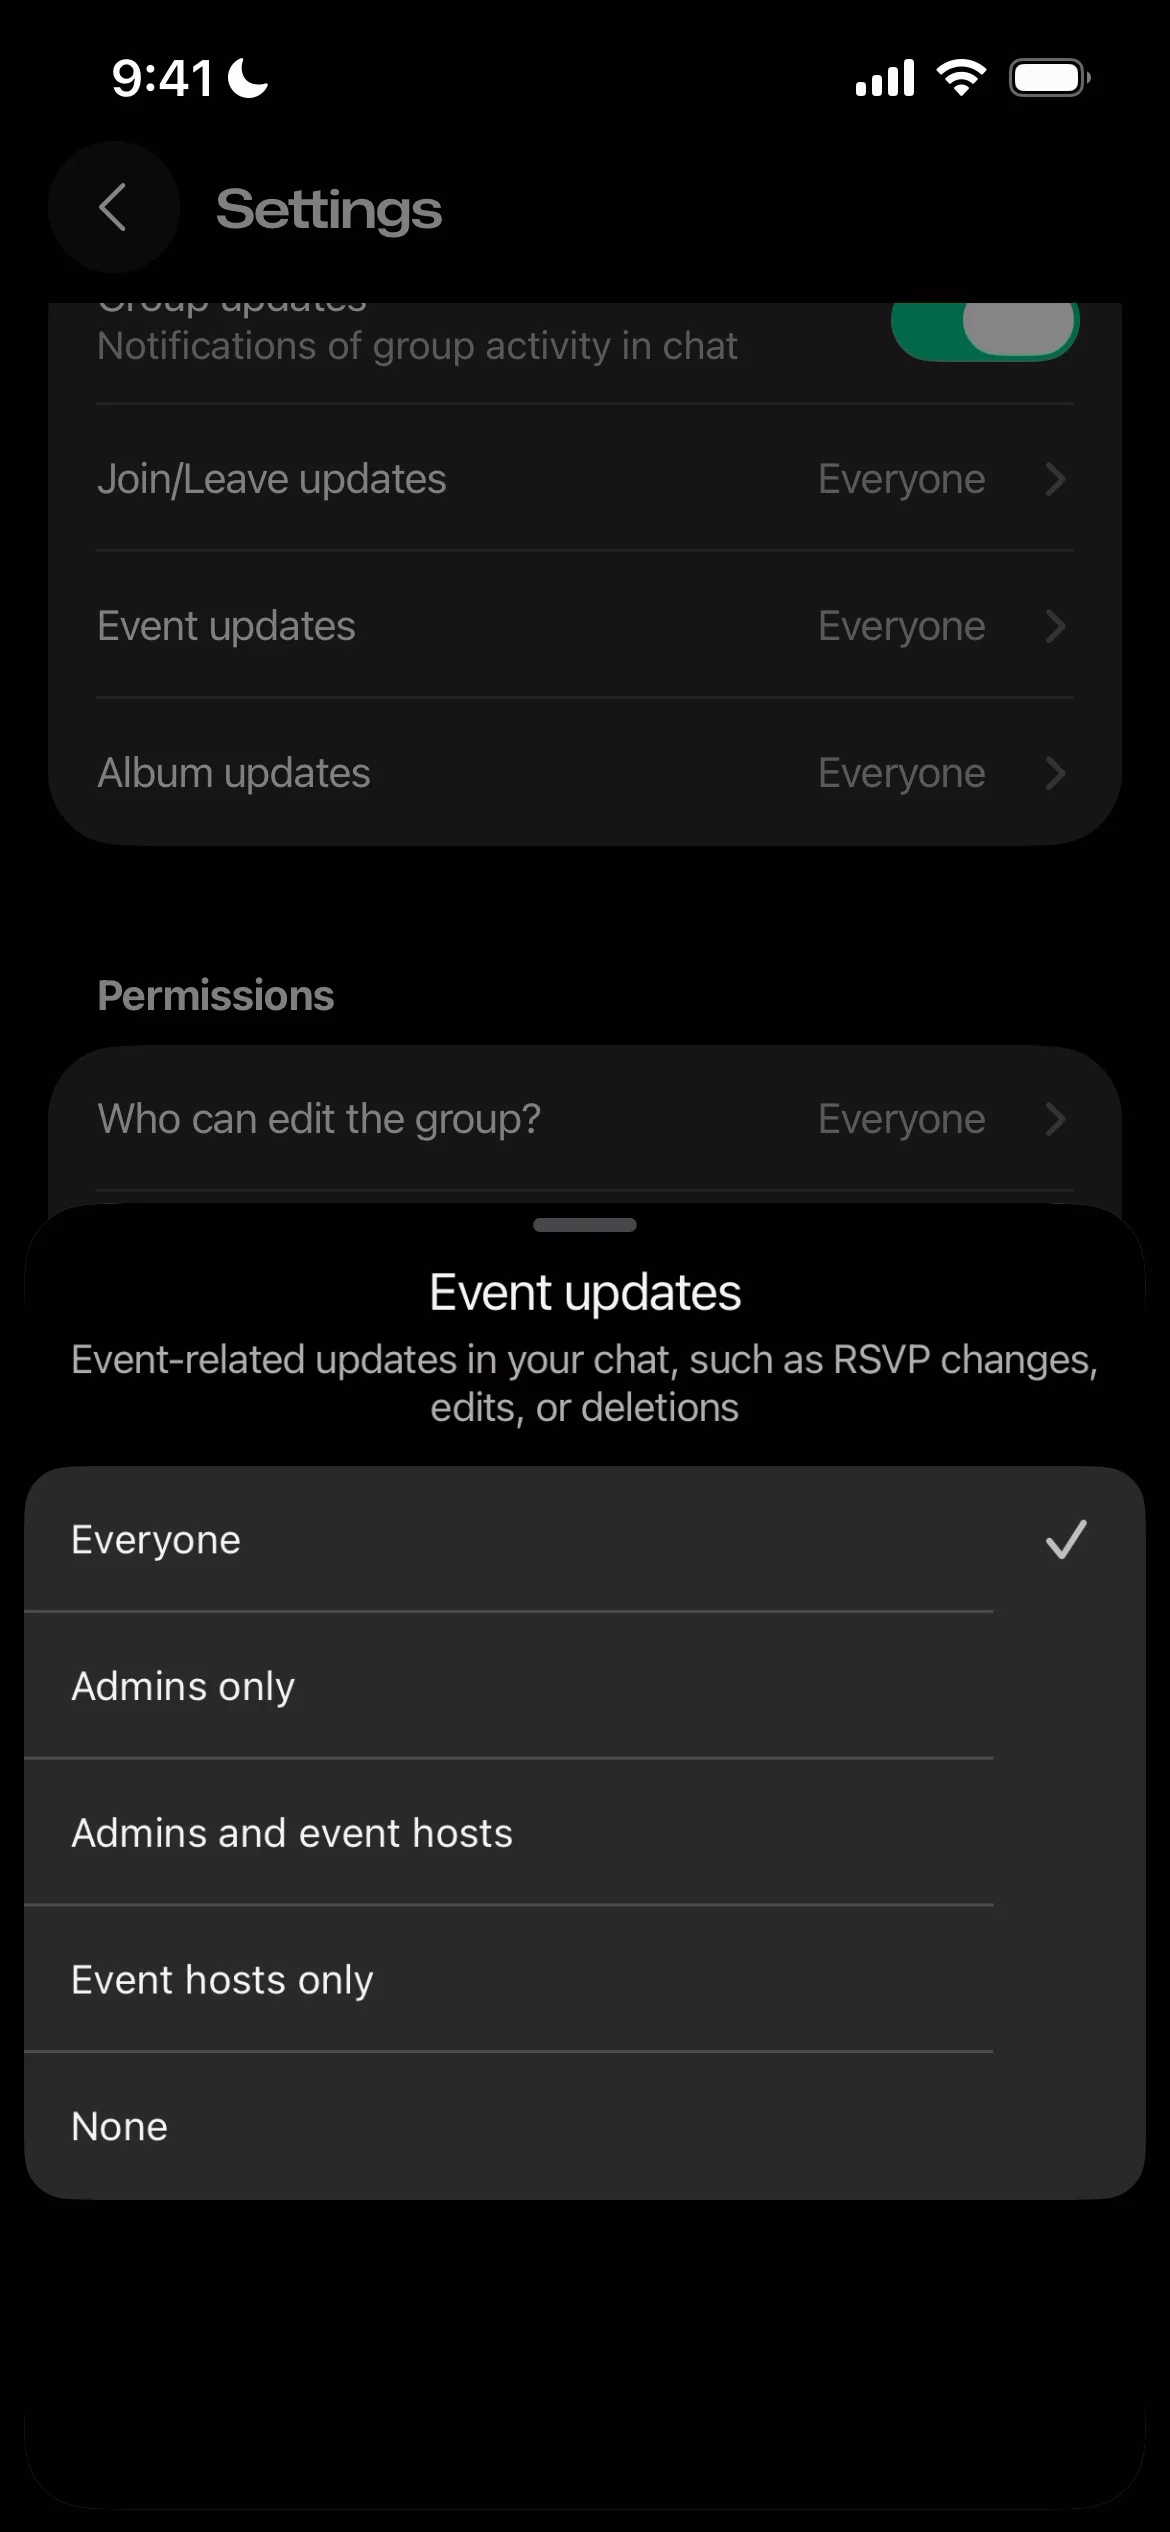 9:41
Settings
Group updates
Notifications of group activity in chat
Join/Leave updates Everyone
Event updates Everyone
Album updates Everyone
Permissions
Who can edit the group? Everyone
Event updates
Event-related updates in your chat, such as RSVP changes,
edits, or deletions
Everyone
Admins only
Admins and event hosts
Event hosts only
None